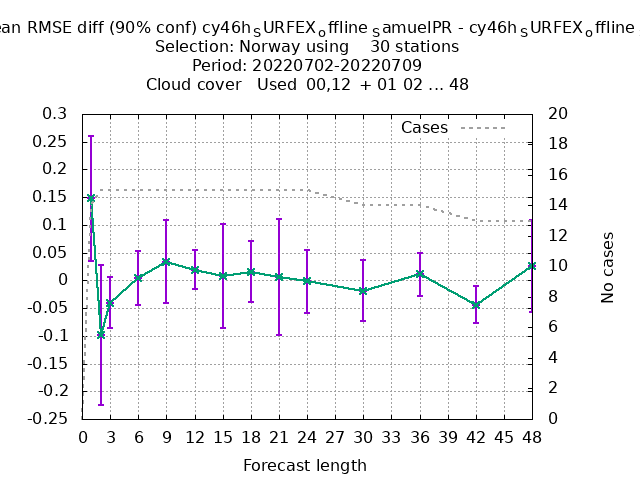 ean RMSE diff (90% conf) cy46h_SURFEX_offline_SamuelPR - cy46h_SURFEX_offline
Selection: Norway using 30 stations
Period: 20220702-20220709
Cloud cover Used 00,12 + 01 02 ... 48
Cases
0.3
0.25
0.2
0.15
0.1
0.05
0
-0.05
-0.1
-0.15
-0.2
-0.25
20
18
16
14
12
10
8
6
4
2
0
No cases
0 3 6 9 12 15 18 21 24 27 30 33 36 39 42 45 48
Forecast length